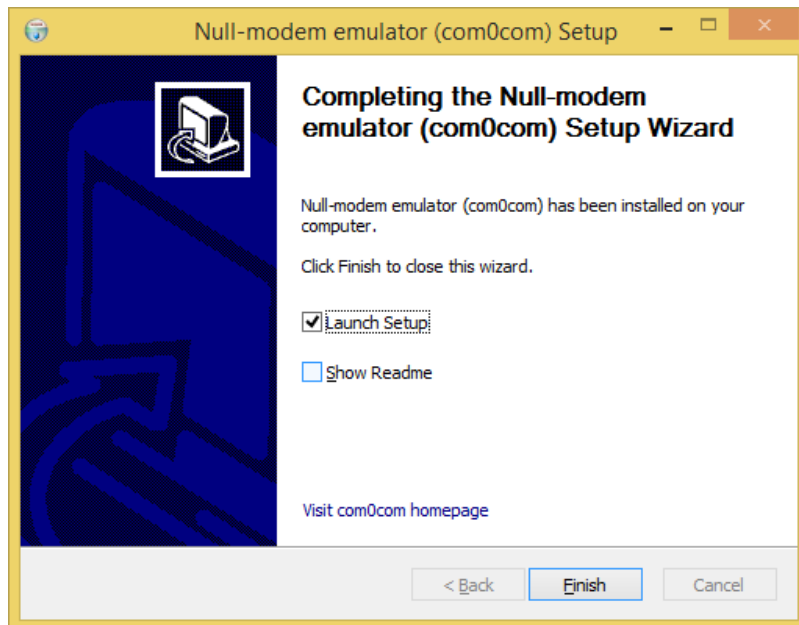 Null-modem emulator (com0com) Setup
Completing the Null-modem
emulator (com0com) Setup Wizard
Null-modem emulator (com0com) has been installed on your
computer.
Click Finish to close this wizard.
Launch Setup
Show Readme
Visit com0com homepage
< Back
Finish
Cancel